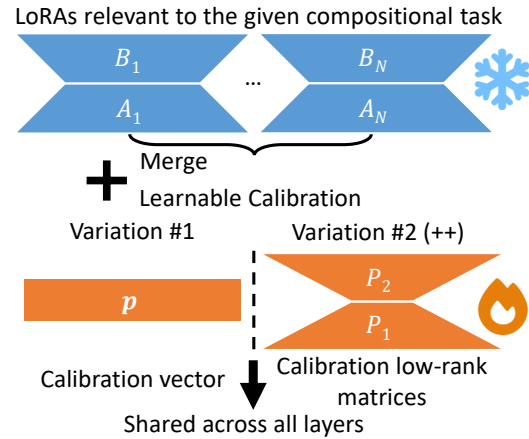 LoRAs relevant to the given compositional task
B1 ... BN
A1 AN
Merge
Learnable Calibration
Variation #1 Variation #2 (++)
p P2
P1
Calibration vector Calibration low-rank
matrices
Shared across all layers